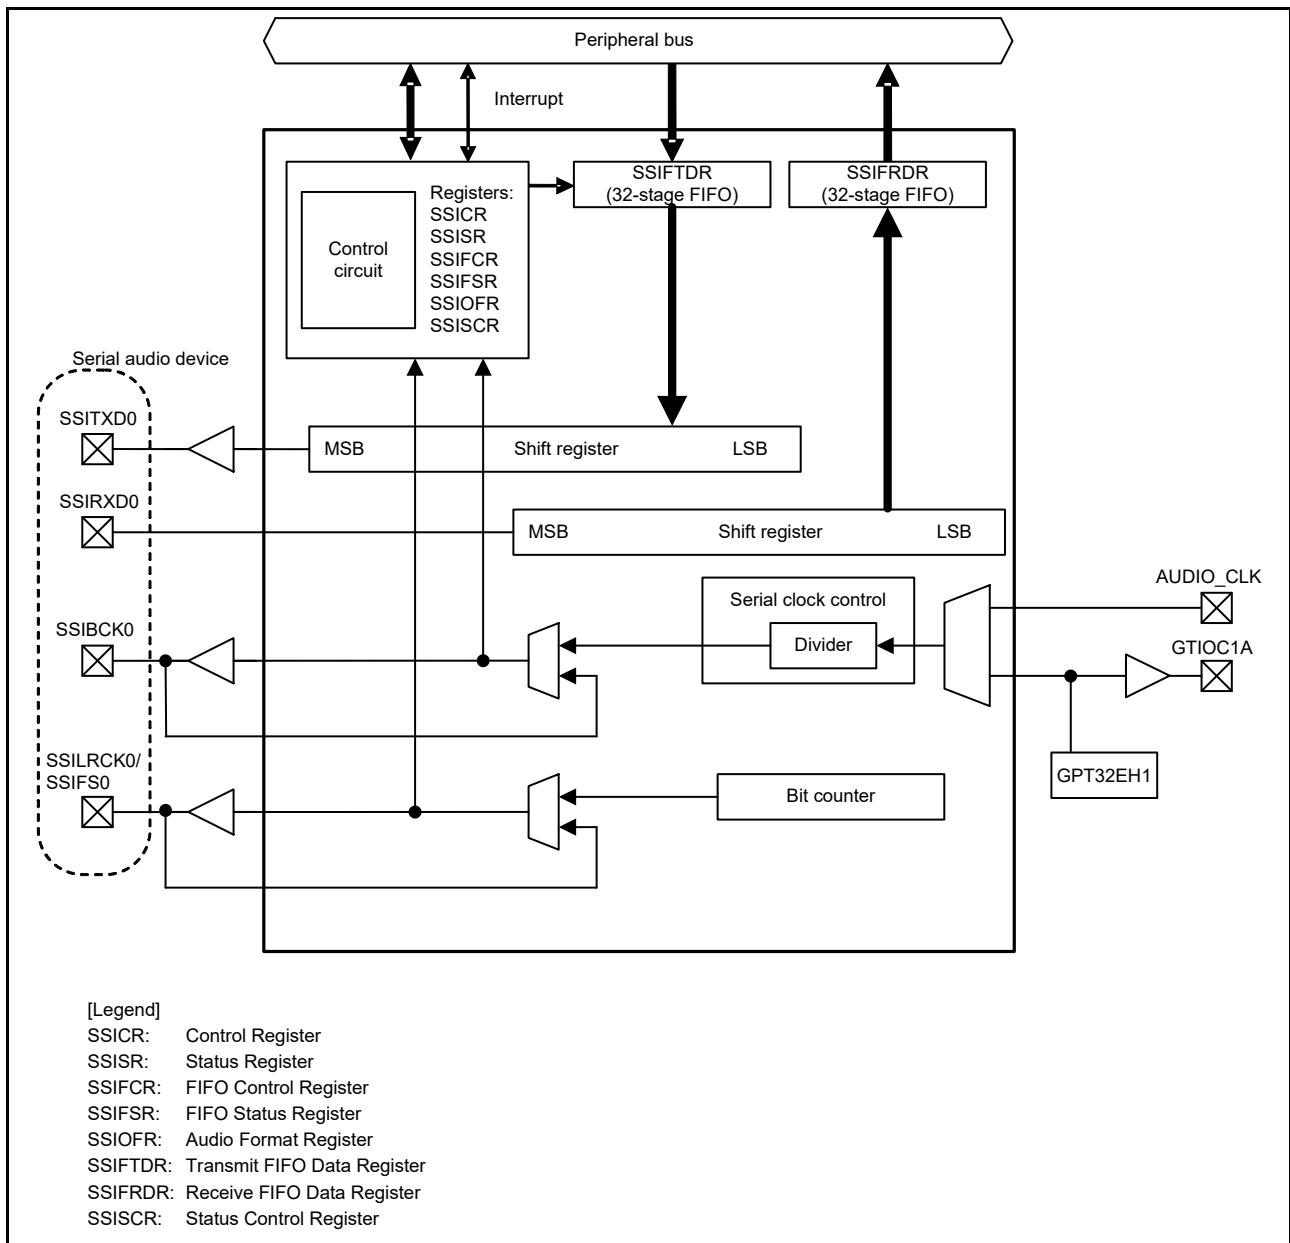 Peripheral bus
Interrupt
SSIFTDR
(32-stage FIFO)
SSIFRDR
(32-stage FIFO)
Control
circuit
Registers:
SSICR
SSISR
SSIFCR
SSIFSR
SSIOFR
SSISCR
Serial audio device
SSITXD0
MSB Shift register LSB
SSIRXD0
MSB Shift register LSB
Serial clock control
Divider
AUDIO_CLK
SSIBCK0
GTIOC1A
SSILRCK0/
SSIFS0
Bit counter
GPT32EH1
[Legend]
SSICR: Control Register
SSISR: Status Register
SSIFCR: FIFO Control Register
SSIFSR: FIFO Status Register
SSIOFR: Audio Format Register
SSIFTDR: Transmit FIFO Data Register
SSIFRDR: Receive FIFO Data Register
SSISCR: Status Control Register